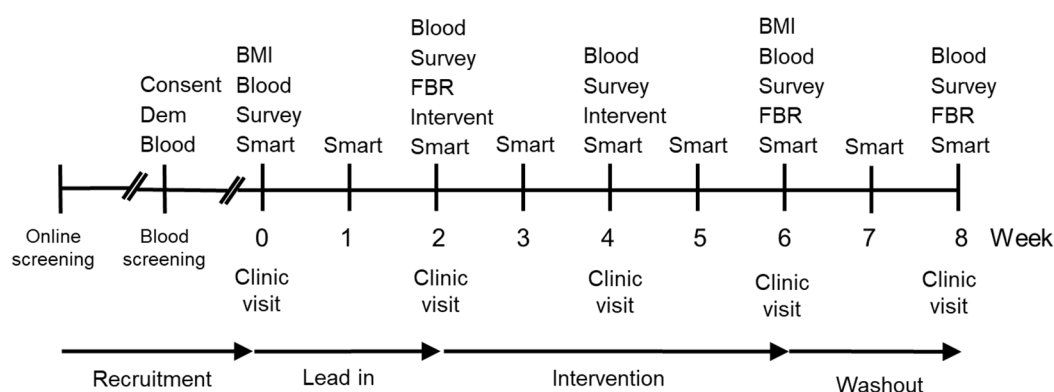 Consent
Dem
Blood
BMI
Blood
Survey
Smart
Smart
Blood
Survey
FBR
Intervent
Smart
Smart
Blood
Survey
Intervent
Smart
Smart
BMI
Blood
Survey
FBR
Smart
Smart
Blood
Survey
FBR
Smart
Online
screening
Blood
screening
0 1 2 3 4 5 6 7 8 Week
Clinic
visit
Clinic
visit
Clinic
visit
Clinic
visit
Clinic
visit
Recruitment
Lead in
Intervention
Washout